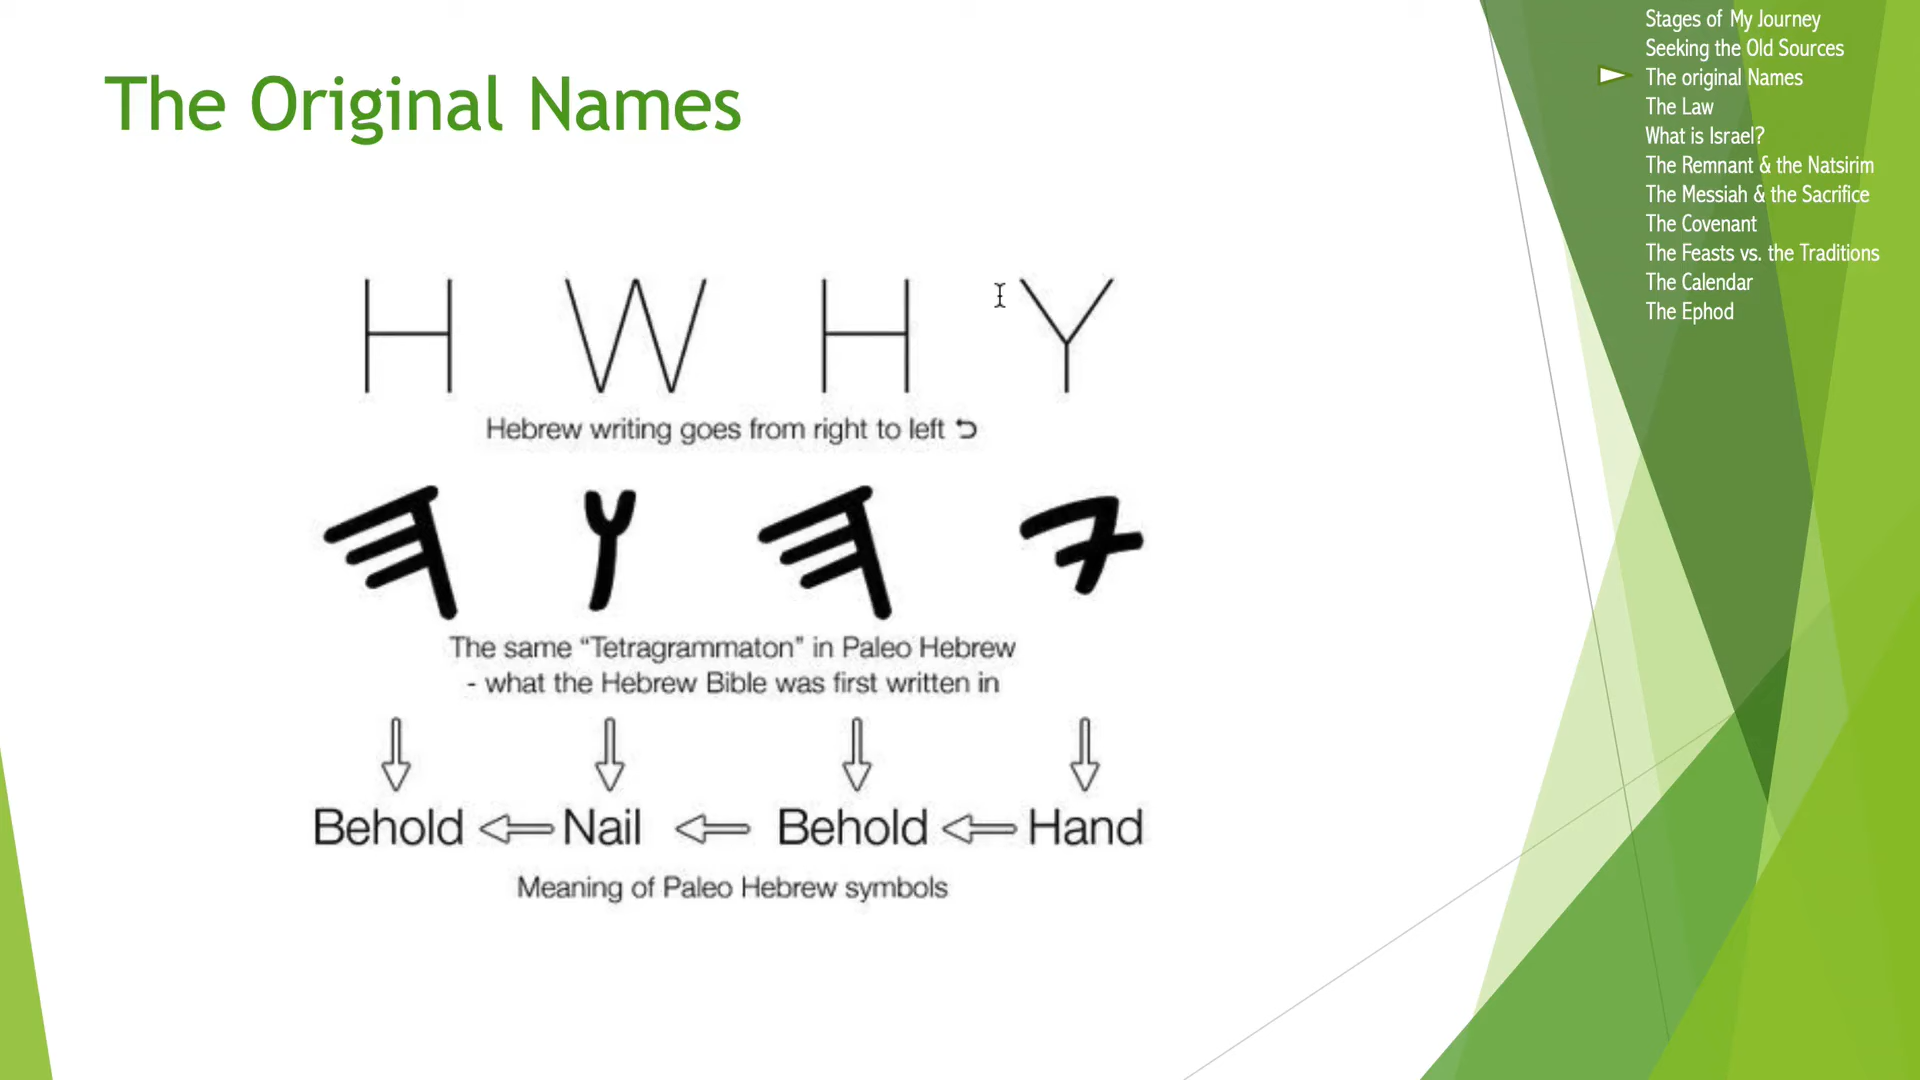 The Original Names
H W H Y
Hebrew writing goes from right to left
𐤄 𐤅 𐤄 𐤉
The same “Tetragrammaton” in Paleo Hebrew
- what the Hebrew Bible was first written in
Behold Nail Behold Hand
Meaning of Paleo Hebrew symbols
Stages of My Journey
Seeking the Old Sources
The original Names
The Law
What is Israel?
The Remnant & the Natsirim
The Messiah & the Sacrifice
The Covenant
The Feasts vs. the Traditions
The Calendar
The Ephod